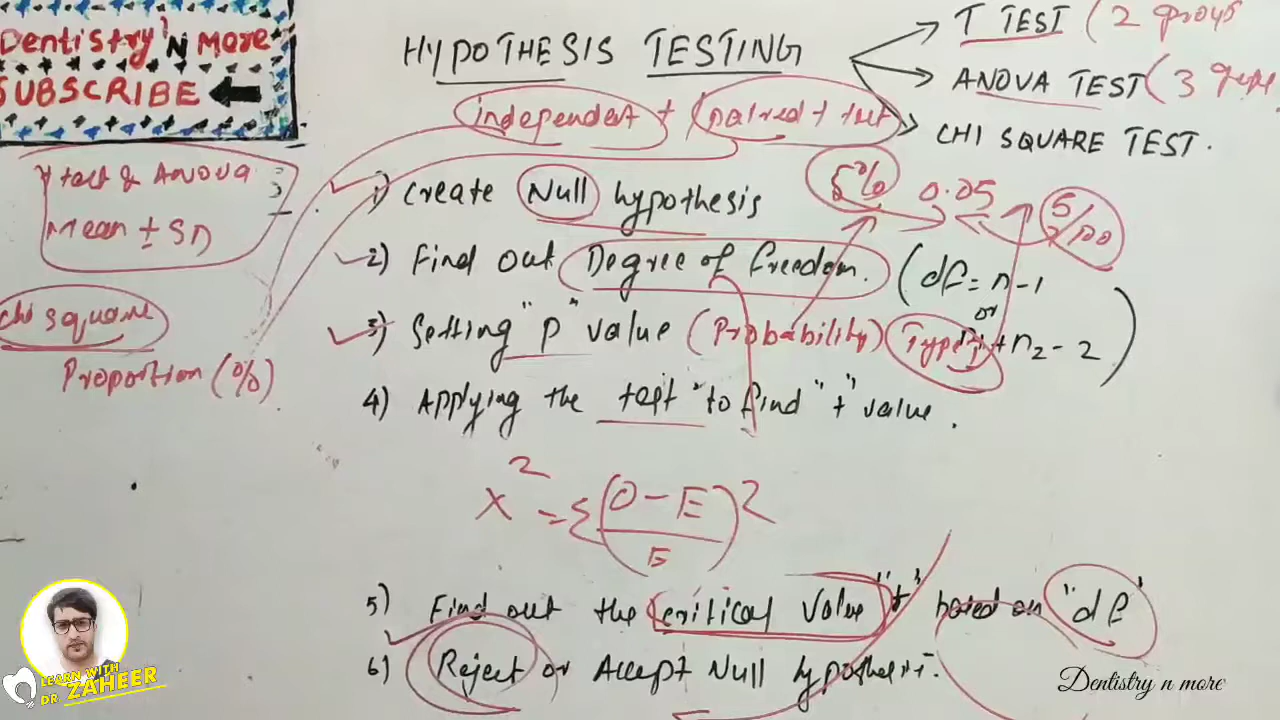 Dentistry'N More
SUBSCRIBE
HYPOTHESIS TESTING
T TEST (2 groups
ANOVA TEST (3 groups
CHI SQUARE TEST.
independent + paired t test
t test & ANOVA
Mean ± SD
chi square
Proportion (%)
1) Create Null hypothesis
5% 0.05 5/100
2) Find out Degree of freedom. (df = n-1
or
3) Setting "P" value (Probability) Type I + n2 - 2)
4) Applying the test to find "t" value.
X² = Σ(O - E)²
E
5) Find out the critical value "t" based on "df"
6) Reject or Accept Null hypothesis.
LEARN WITH
DR. ZAHEER
Dentistry n more